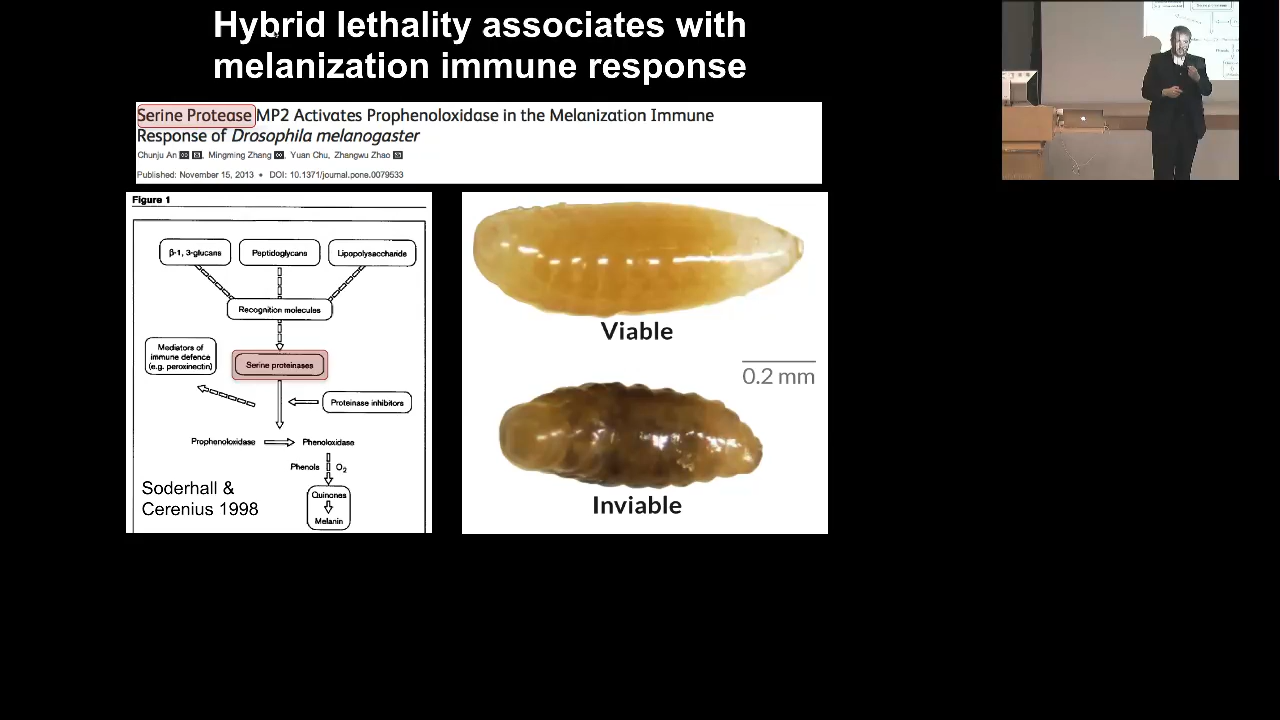 Hybrid lethality associates with
melanization immune response
Serine Protease MP2 Activates Prophenoloxidase in the Melanization Immune
Response of Drosophila melanogaster
Chunju An, Mingming Zhang, Yuan Chu, Zhangwu Zhao
Published: November 15, 2013 • DOI: 10.1371/journal.pone.0079533
Figure 1
β-1, 3-glucans Peptidoglycans Lipopolysaccharide
Recognition molecules
Mediators of
immune defence
(e.g. peroxinectin)
Serine proteinases
Proteinase inhibitors
Prophenoloxidase Phenoloxidase
Phenols O2
Quinones
Melanin
Soderhall &
Cerenius 1998
Viable
0.2 mm
Inviable